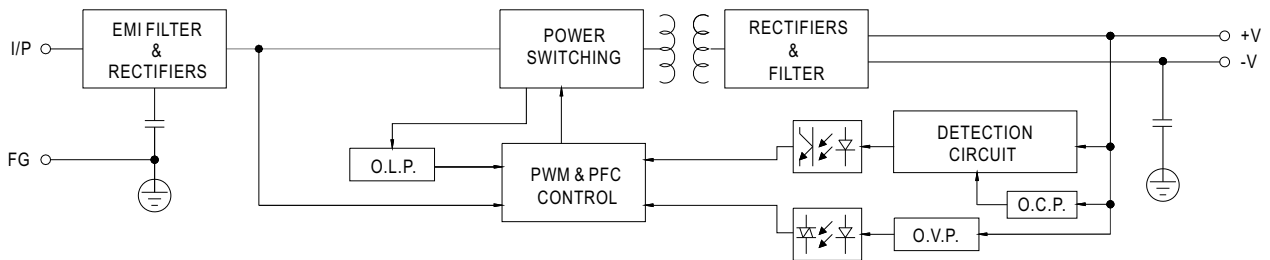 I/P
EMI FILTER
&
RECTIFIERS
POWER
SWITCHING
RECTIFIERS
&
FILTER
+V
-V
FG
O.L.P.
PWM & PFC
CONTROL
DETECTION
CIRCUIT
O.C.P.
O.V.P.